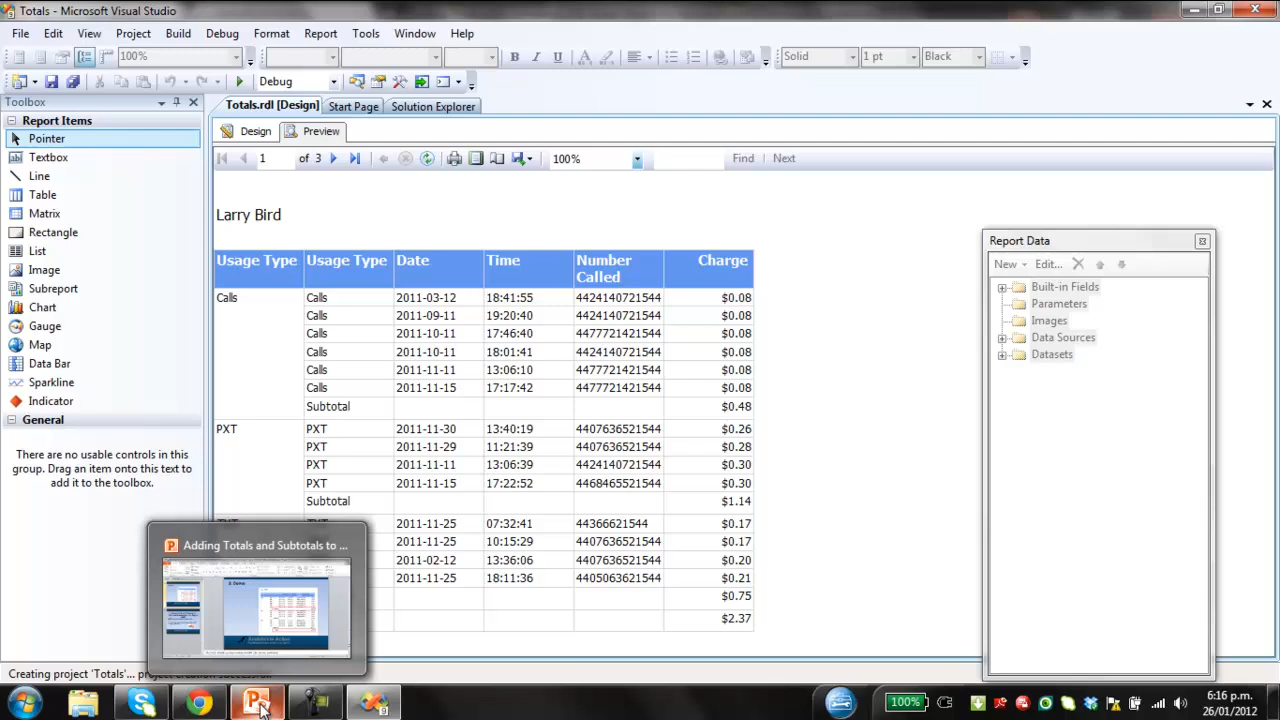 Totals - Microsoft Visual Studio
File Edit View Project Build Debug Format Report Tools Window Help
100% B I U Solid 1 pt Black
Debug
Toolbox
Totals.rdl [Design] Start Page Solution Explorer
Report Items
Pointer
Textbox
Line
Table
Matrix
Rectangle
List
Image
Subreport
Chart
Gauge
Map
Data Bar
Sparkline
Indicator
General
There are no usable controls in this
group. Drag an item onto this text to
add it to the toolbox.
Design Preview
1 of 3 100% Find Next
Larry Bird
Usage Type Usage Type Date Time Number Called Charge
Calls Calls 2011-03-12 18:41:55 4424140721544 $0.08
Calls 2011-09-11 19:20:40 4424140721544 $0.08
Calls 2011-10-11 17:46:40 4477721421544 $0.08
Calls 2011-10-11 18:01:41 4424140721544 $0.08
Calls 2011-11-11 13:06:10 4477721421544 $0.08
Calls 2011-11-15 17:17:42 4477721421544 $0.08
Subtotal $0.48
PXT PXT 2011-11-30 13:40:19 4407636521544 $0.26
PXT 2011-11-29 11:21:39 4407636521544 $0.28
PXT 2011-11-11 13:06:39 4424140721544 $0.30
PXT 2011-11-15 17:22:52 4468465521544 $0.30
Subtotal $1.14
2011-11-25 07:32:41 44366621544 $0.17
2011-11-25 10:15:29 4407636521544 $0.17
2011-02-12 13:36:06 4407636521544 $0.20
2011-11-25 18:11:36 4405063621544 $0.21
$0.75
$2.37
Report Data
New Edit...
Built-in Fields
Parameters
Images
Data Sources
Datasets
Adding Totals and Subtotals to ...
Creating project 'Totals'... project creation successful.
100%
6:16 p.m.
26/01/2012